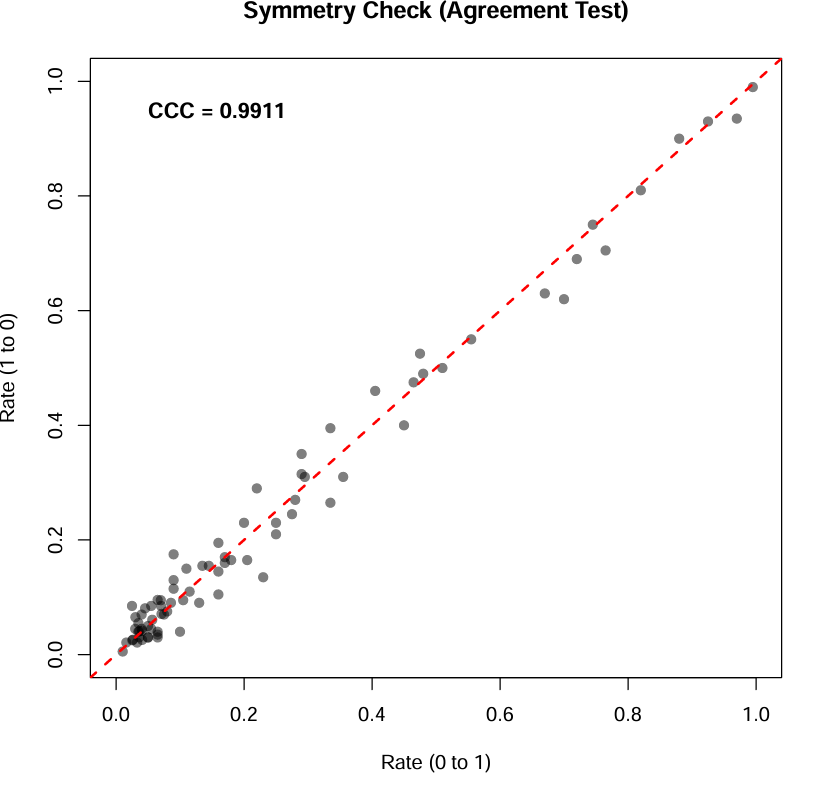 Symmetry Check (Agreement Test)
CCC = 0.9911
1.0
0.8
0.6
0.4
0.2
0.0
Rate (1 to 0)
0.0 0.2 0.4 0.6 0.8 1.0
Rate (0 to 1)